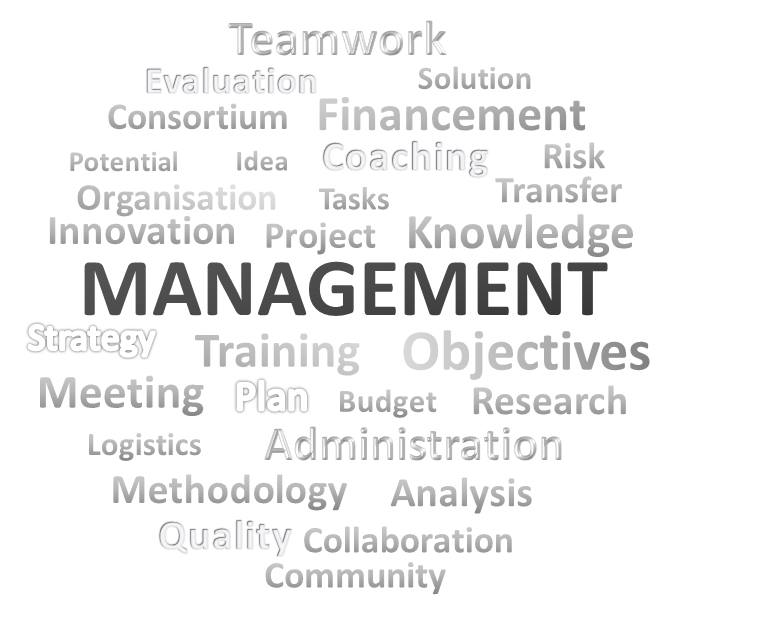 Teamwork
Evaluation Solution
Consortium Financement
Potential Idea Coaching Risk
Organisation Tasks Transfer
Innovation Project Knowledge
MANAGEMENT
Strategy Training Objectives
Meeting Plan Budget Research
Logistics Administration
Methodology Analysis
Quality Collaboration
Community